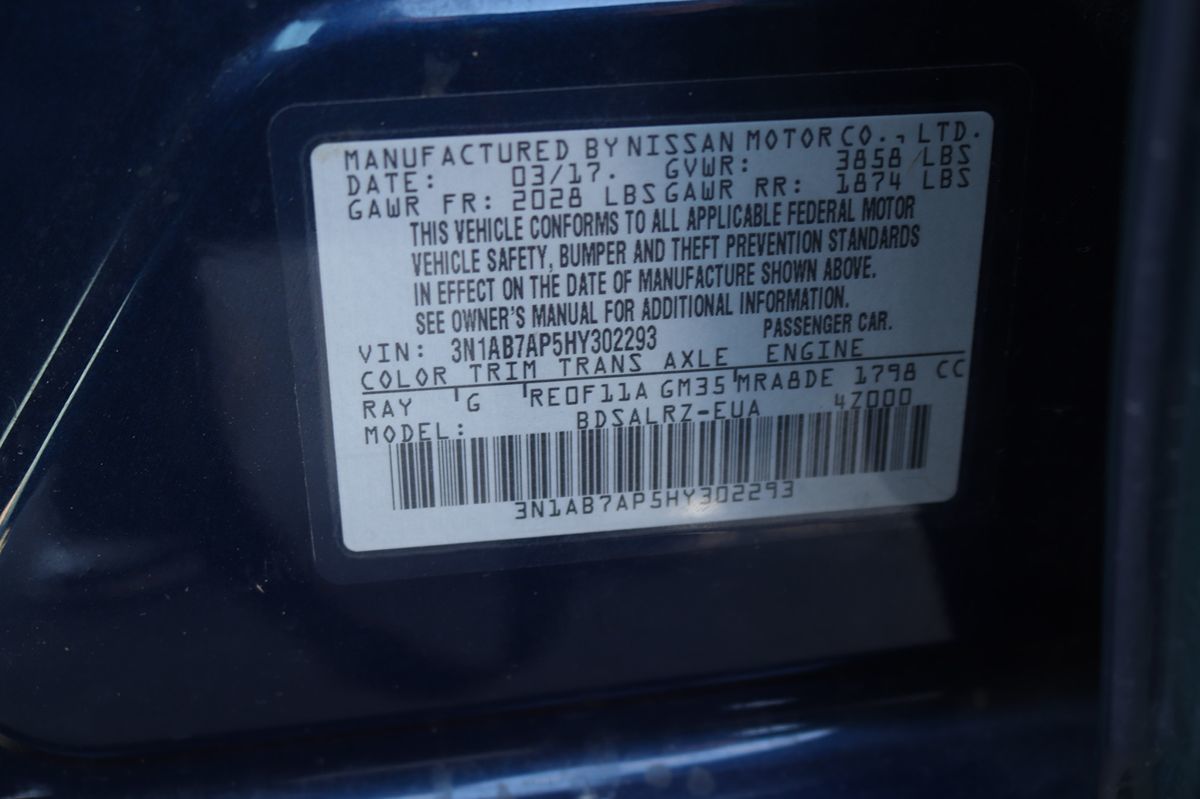 MANUFACTURED BY NISSAN MOTOR CO., LTD.
DATE: 03/17. GVWR: 3858 LBS
GAWR FR: 2028 LBS GAWR RR: 1874 LBS
THIS VEHICLE CONFORMS TO ALL APPLICABLE FEDERAL MOTOR
VEHICLE SAFETY, BUMPER AND THEFT PREVENTION STANDARDS
IN EFFECT ON THE DATE OF MANUFACTURE SHOWN ABOVE.
SEE OWNER'S MANUAL FOR ADDITIONAL INFORMATION.
VIN: 3N1AB7AP5HY302293 PASSENGER CAR.
COLOR TRIM TRANS AXLE ENGINE
RAY G RE0F11A GM35 MRA8DE 1798 CC
MODEL: BDSALRZ-EUA 4Z000
3N1AB7AP5HY302293